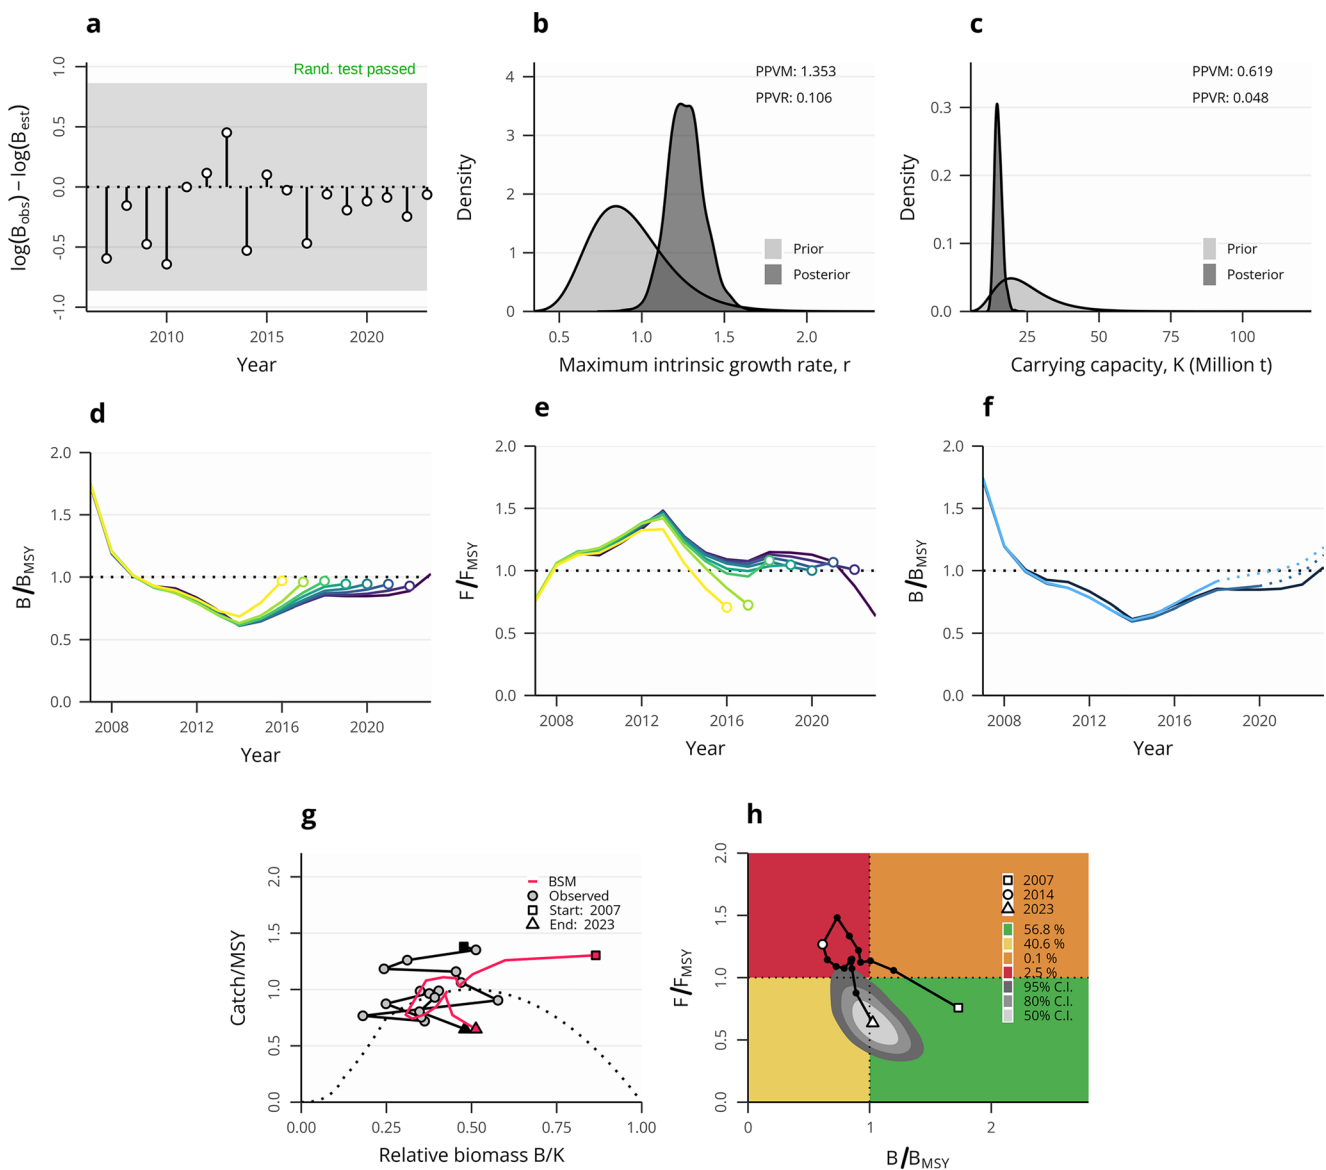 a
Rand. test passed
log(Bobs) − log(Best)
1.0
0.5
0.0
-0.5
-1.0
2010
2015
2020
Year
b
PPVM: 1.353
PPVR: 0.106
Density
4
3
2
1
0
Prior
Posterior
0.5
1.0
1.5
2.0
Maximum intrinsic growth rate, r
c
PPVM: 0.619
PPVR: 0.048
Density
0.3
0.2
0.1
0.0
Prior
Posterior
25
50
75
100
Carrying capacity, K (Million t)
d
B/BMSY
2.0
1.5
1.0
0.5
0.0
2008
2012
2016
2020
Year
e
F/FMSY
2.0
1.5
1.0
0.5
0.0
2008
2012
2016
2020
Year
f
B/BMSY
2.0
1.5
1.0
0.5
0.0
2008
2012
2016
2020
Year
g
Catch/MSY
2.0
1.5
1.0
0.5
0.0
BSM
Observed
Start: 2007
End: 2023
0.00
0.25
0.50
0.75
1.00
Relative biomass B/K
h
F/FMSY
2.0
1.5
1.0
0.5
0.0
2007
2014
2023
56.8 %
40.6 %
0.1 %
2.5 %
95% C.I.
80% C.I.
50% C.I.
0
1
2
B/BMSY